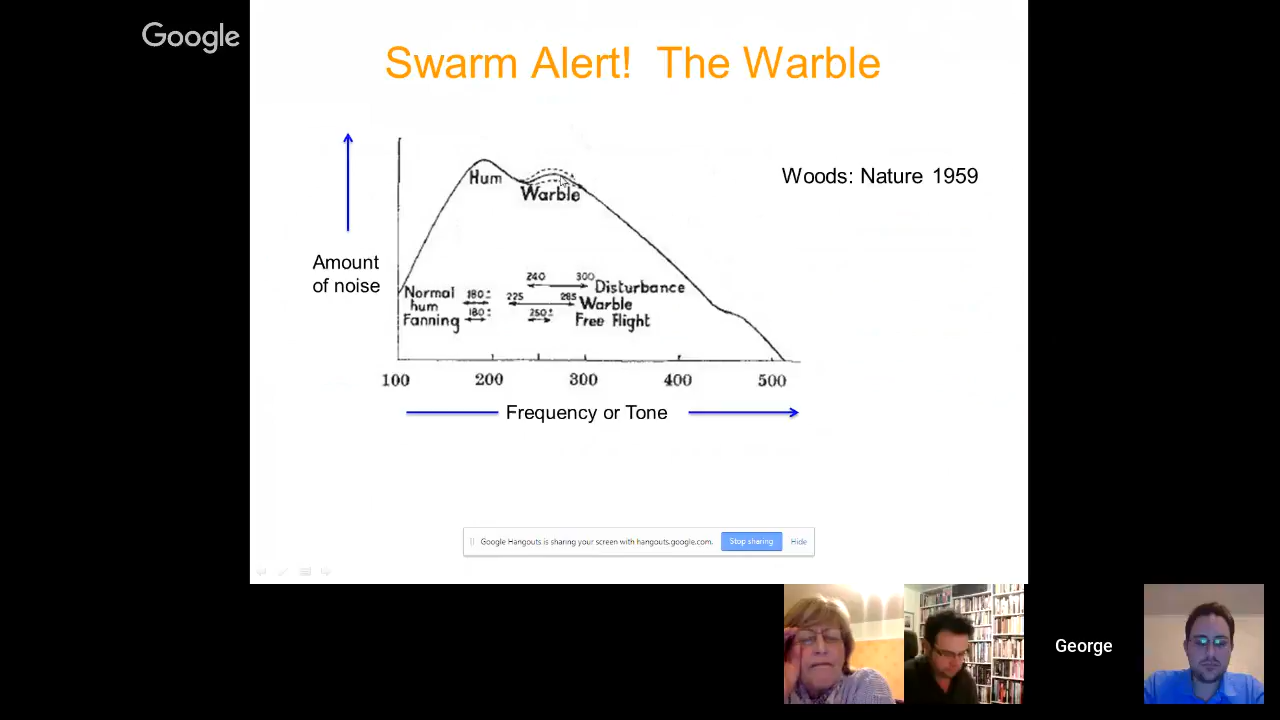 Google
Swarm Alert! The Warble
Woods: Nature 1959
Hum
Warble
Amount
of noise
240 300 Disturbance
Normal 180± 225 285 Warble
hum
Fanning 180± 250± Free Flight
100 200 300 400 500
Frequency or Tone
Google Hangouts is sharing your screen with hangouts.google.com. Stop sharing Hide
George